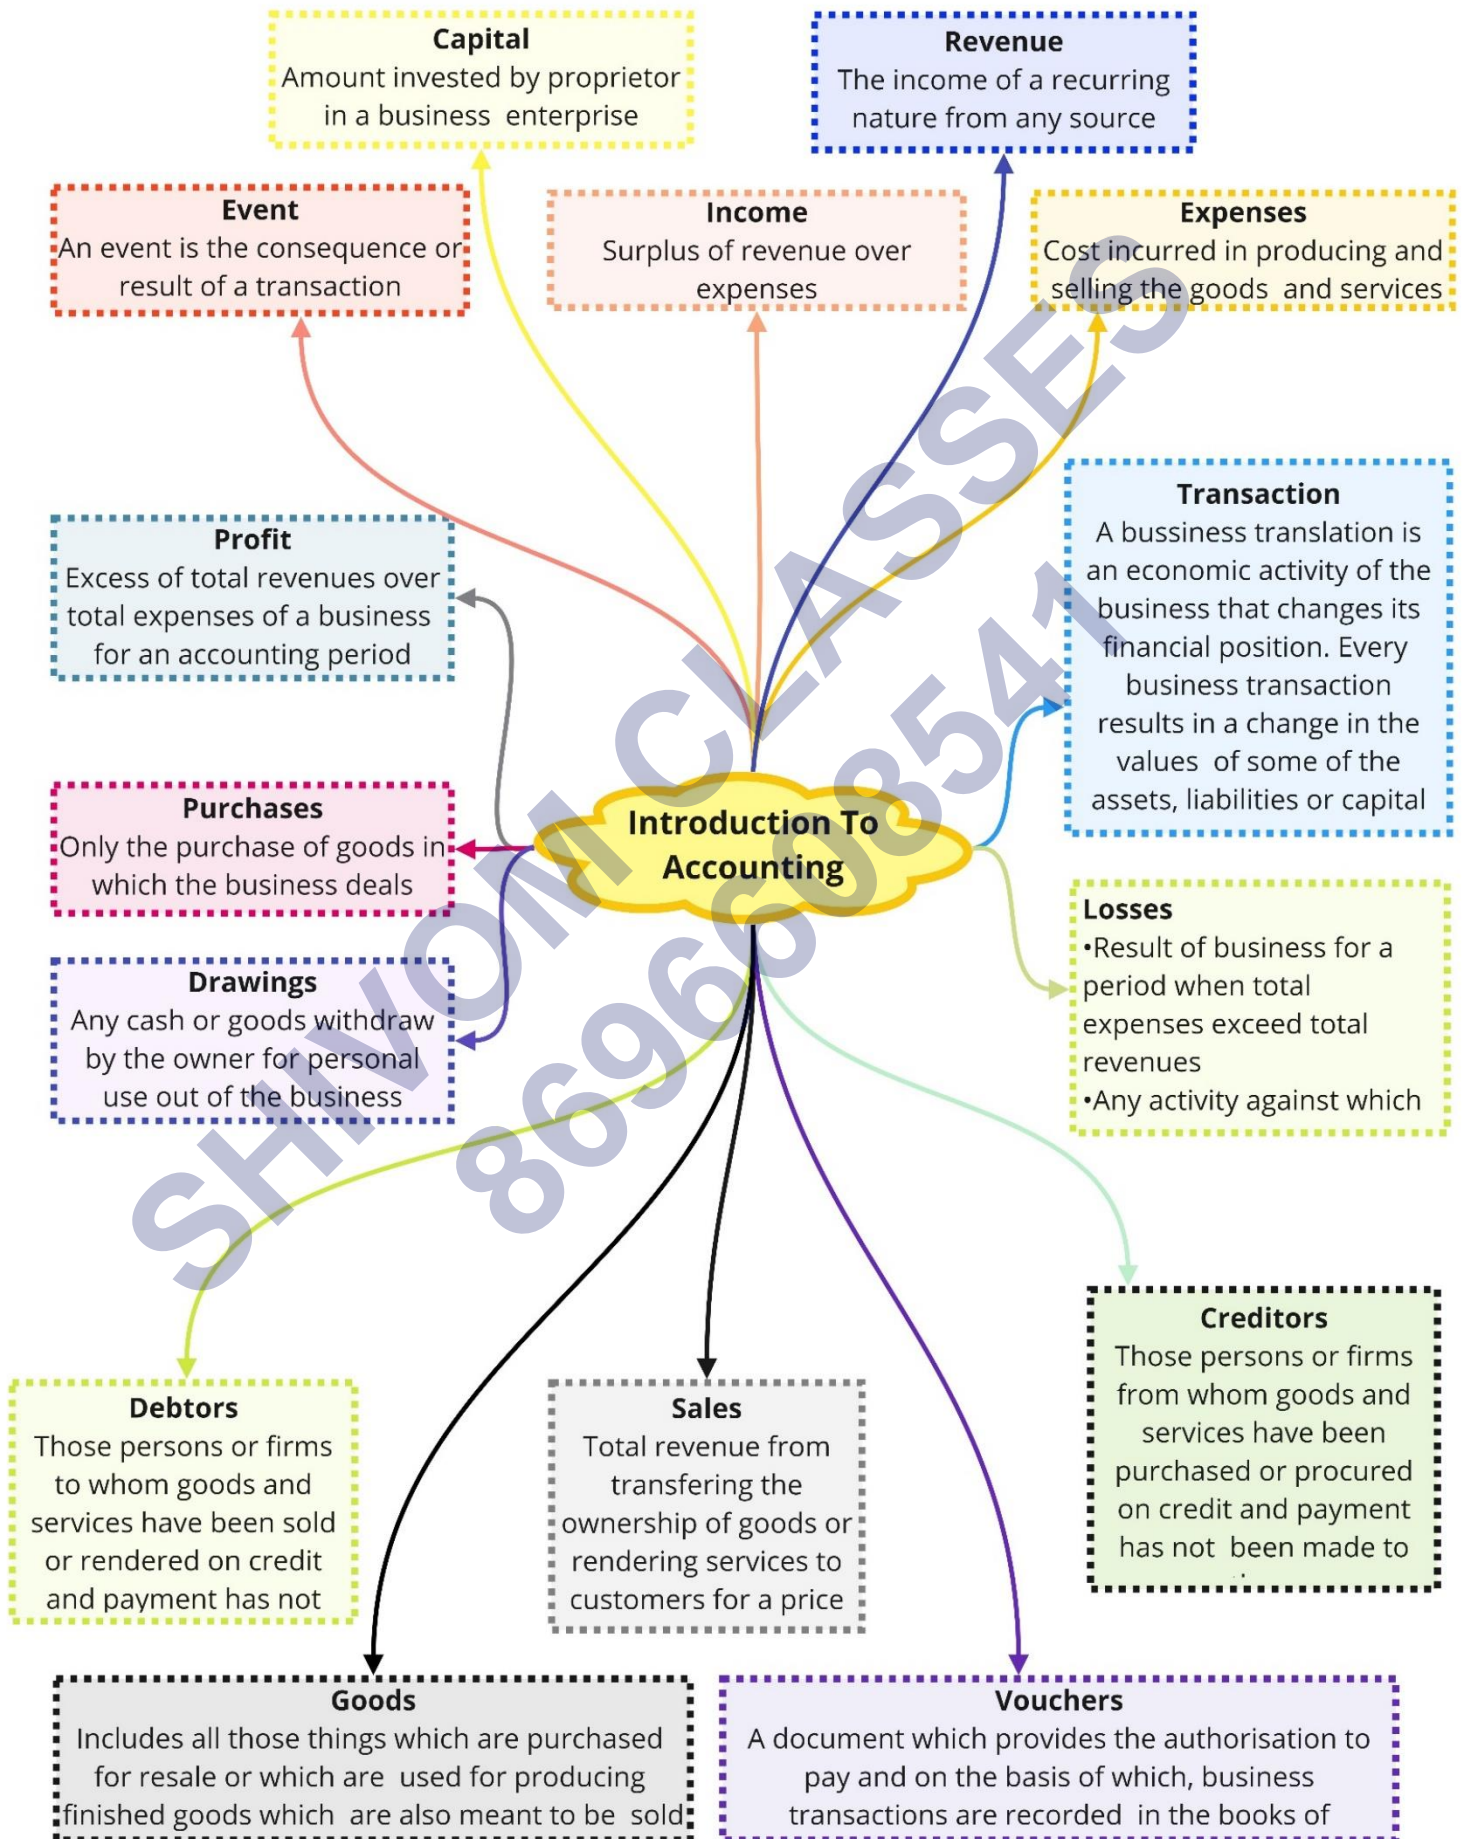 Capital
Amount invested by proprietor
in a business enterprise
Revenue
The income of a recurring
nature from any source
Event
An event is the consequence or
result of a transaction
Income
Surplus of revenue over
expenses
Expenses
Cost incurred in producing and
selling the goods and services
Transaction
A bussiness translation is
an economic activity of the
business that changes its
financial position. Every
business transaction
results in a change in the
values of some of the
assets, liabilities or capital
Profit
Excess of total revenues over
total expenses of a business
for an accounting period
Introduction To
Accounting
Purchases
Only the purchase of goods in
which the business deals
Losses
•Result of business for a
period when total
expenses exceed total
revenues
•Any activity against which
Drawings
Any cash or goods withdraw
by the owner for personal
use out of the business
Creditors
Those persons or firms
from whom goods and
services have been
purchased or procured
on credit and payment
has not been made to
Debtors
Those persons or firms
to whom goods and
services have been sold
or rendered on credit
and payment has not
Sales
Total revenue from
transfering the
ownership of goods or
rendering services to
customers for a price
Goods
Includes all those things which are purchased
for resale or which are used for producing
finished goods which are also meant to be sold
Vouchers
A document which provides the authorisation to
pay and on the basis of which, business
transactions are recorded in the books of
SHIVOM CLASSES
8696608541